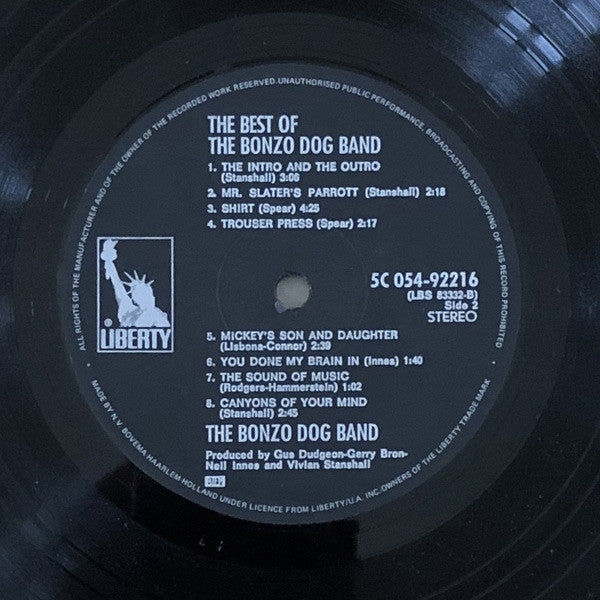 ALL RIGHTS OF THE MANUFACTURER AND OF THE OWNER OF THE RECORDED WORK RESERVED. UNAUTHORISED PUBLIC PERFORMANCE, BROADCASTING AND COPYING OF THIS RECORD PROHIBITED
THE BEST OF
THE BONZO DOG BAND
1. THE INTRO AND THE OUTRO
(Stanshall) 3:06
2. MR. SLATER'S PARROTT (Stanshall) 2:18
3. SHIRT (Spear) 4:25
4. TROUSER PRESS (Spear) 2:17
LIBERTY
5C 054-92216
(LBS 83332-B)
Side 2
STEREO
5. MICKEY'S SON AND DAUGHTER
(Lisbona-Connor) 2:39
6. YOU DONE MY BRAIN IN (Innes) 1:40
7. THE SOUND OF MUSIC
(Rodgers-Hammerstein) 1:02
8. CANYONS OF YOUR MIND
(Stanshall) 2:45
THE BONZO DOG BAND
Produced by Gus Dudgeon-Gerry Bron-
Neil Innes and Vivian Stanshall
MADE BY N.V. BOVEMA HAARLEM HOLLAND UNDER LICENCE FROM LIBERTY/U.A. INC. OWNERS OF THE LIBERTY TRADE MARK